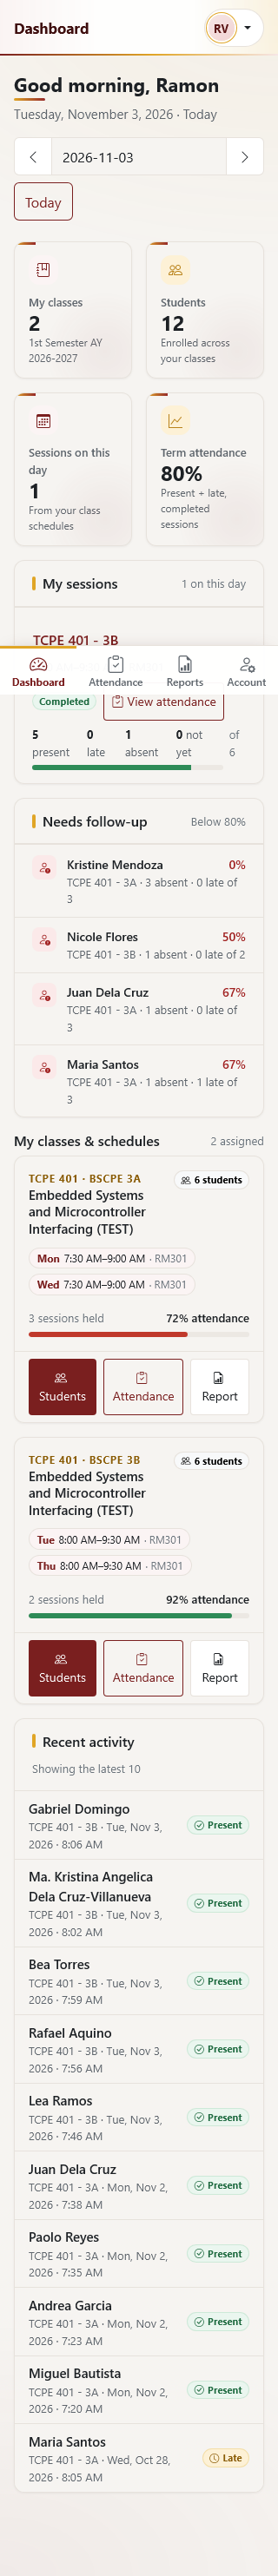 Dashboard
RV
Good morning, Ramon
Tuesday, November 3, 2026 · Today
2026-11-03
Today
My classes
2
1st Semester AY
2026-2027
Students
12
Enrolled across
your classes
Sessions on this
day
1
From your class
schedules
Term attendance
80%
Present + late,
completed
sessions
My sessions
1 on this day
TCPE 401 - 3B
Dashboard
Attendance
Reports
Account
Completed
View attendance
5 present
0 late
1 absent
0 not yet
of 6
Needs follow-up
Below 80%
Kristine Mendoza
0%
TCPE 401 - 3A · 3 absent · 0 late of
3
Nicole Flores
50%
TCPE 401 - 3B · 1 absent · 0 late of 2
Juan Dela Cruz
67%
TCPE 401 - 3A · 1 absent · 0 late of
3
Maria Santos
67%
TCPE 401 - 3A · 1 absent · 1 late of
3
My classes & schedules
2 assigned
TCPE 401 · BSCPE 3A
6 students
Embedded Systems
and Microcontroller
Interfacing (TEST)
Mon 7:30 AM–9:00 AM · RM301
Wed 7:30 AM–9:00 AM · RM301
3 sessions held
72% attendance
Students
Attendance
Report
TCPE 401 · BSCPE 3B
6 students
Embedded Systems
and Microcontroller
Interfacing (TEST)
Tue 8:00 AM–9:30 AM · RM301
Thu 8:00 AM–9:30 AM · RM301
2 sessions held
92% attendance
Students
Attendance
Report
Recent activity
Showing the latest 10
Gabriel Domingo
TCPE 401 - 3B · Tue, Nov 3,
2026 · 8:06 AM
Present
Ma. Kristina Angelica
Dela Cruz-Villanueva
TCPE 401 - 3B · Tue, Nov 3,
2026 · 8:02 AM
Present
Bea Torres
TCPE 401 - 3B · Tue, Nov 3,
2026 · 7:59 AM
Present
Rafael Aquino
TCPE 401 - 3B · Tue, Nov 3,
2026 · 7:56 AM
Present
Lea Ramos
TCPE 401 - 3B · Tue, Nov 3,
2026 · 7:46 AM
Present
Juan Dela Cruz
TCPE 401 - 3A · Mon, Nov 2,
2026 · 7:38 AM
Present
Paolo Reyes
TCPE 401 - 3A · Mon, Nov 2,
2026 · 7:35 AM
Present
Andrea Garcia
TCPE 401 - 3A · Mon, Nov 2,
2026 · 7:23 AM
Present
Miguel Bautista
TCPE 401 - 3A · Mon, Nov 2,
2026 · 7:20 AM
Present
Maria Santos
TCPE 401 - 3A · Wed, Oct 28,
2026 · 8:05 AM
Late